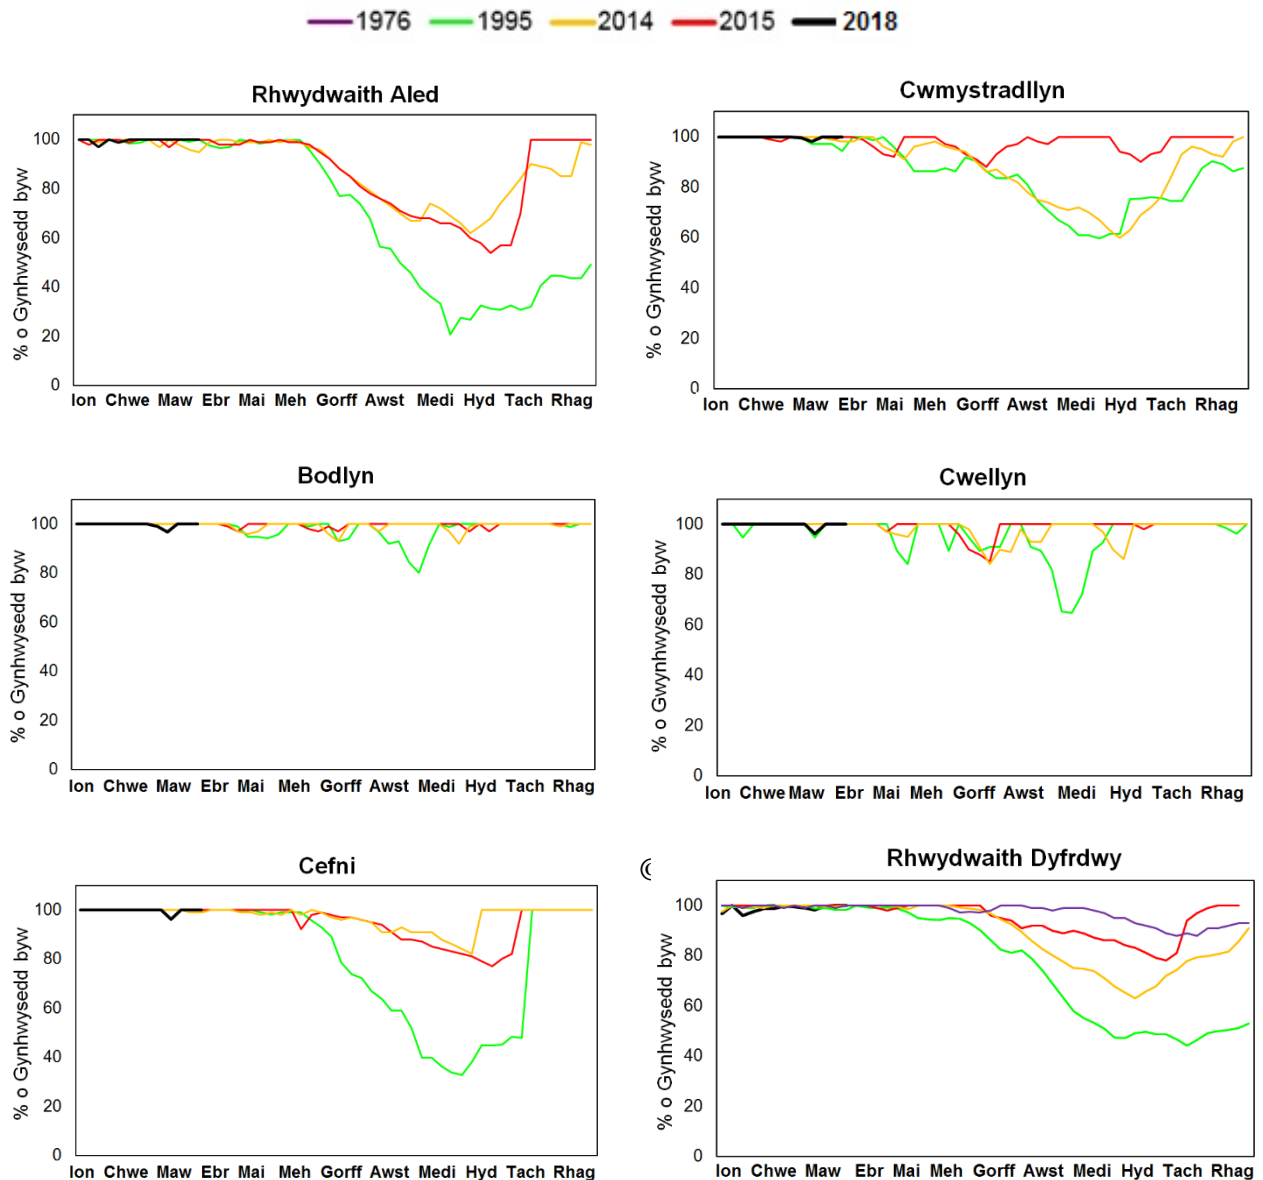 1976 1995 2014 2015 2018
Rhwydwaith Aled
% o Gynhwysedd byw
100
80
60
40
20
0
Ion Chwe Maw Ebr Mai Meh Gorff Awst Medi Hyd Tach Rhag
Cwmystradllyn
% o Gynhwysedd byw
100
80
60
40
20
0
Ion Chwe Maw Ebr Mai Meh Gorff Awst Medi Hyd Tach Rhag
Bodlyn
% o Gynhwysedd byw
100
80
60
40
20
0
Ion Chwe Maw Ebr Mai Meh Gorff Awst Medi Hyd Tach Rhag
Cwellyn
% o Gwynhwysedd byw
100
80
60
40
20
0
Ion Chwe Maw Ebr Mai Meh Gorff Awst Medi Hyd Tach Rhag
Cefni
% o Gynhwysedd byw
100
80
60
40
20
0
Ion Chwe Maw Ebr Mai Meh Gorff Awst Medi Hyd Tach Rhag
Rhwydwaith Dyfrdwy
% o Gynhwysedd byw
100
80
60
40
20
0
Ion Chwe Maw Ebr Mai Meh Gorff Awst Medi Hyd Tach Rhag